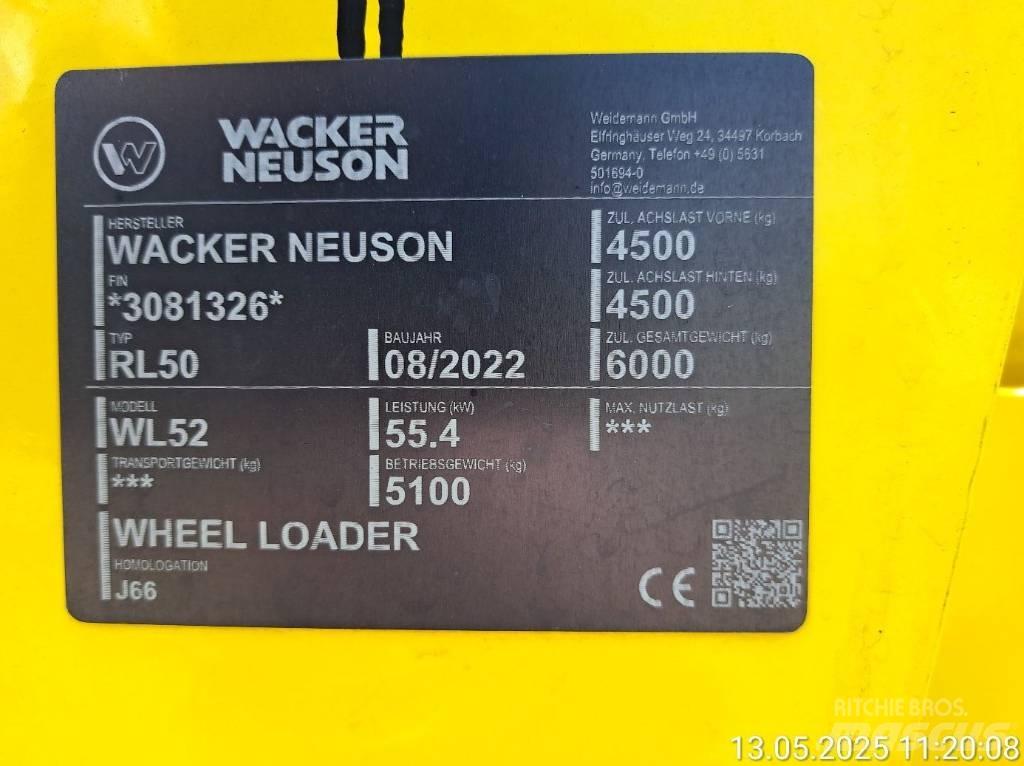 WACKER
NEUSON
Weidemann GmbH
Elfringhäuser Weg 24, 34497 Korbach
Germany, Telefon +49 (0) 5631
501694-0
info@weidemann.de
HERSTELLER
WACKER NEUSON
FIN
*3081326*
TYP
RL50
BAUJAHR
08/2022
ZUL. ACHSLAST VORNE (kg)
4500
ZUL. ACHSLAST HINTEN (kg)
4500
ZUL. GESAMTGEWICHT (kg)
6000
MODELL
WL52
LEISTUNG (kW)
55.4
MAX. NUTZLAST (kg)
***
TRANSPORTGEWICHT (kg)
***
BETRIEBSGEWICHT (kg)
5100
WHEEL LOADER
HOMOLOGATION
J66
CE
RITCHIE BROS.
MASCUS
13.05.2025 11:20:08